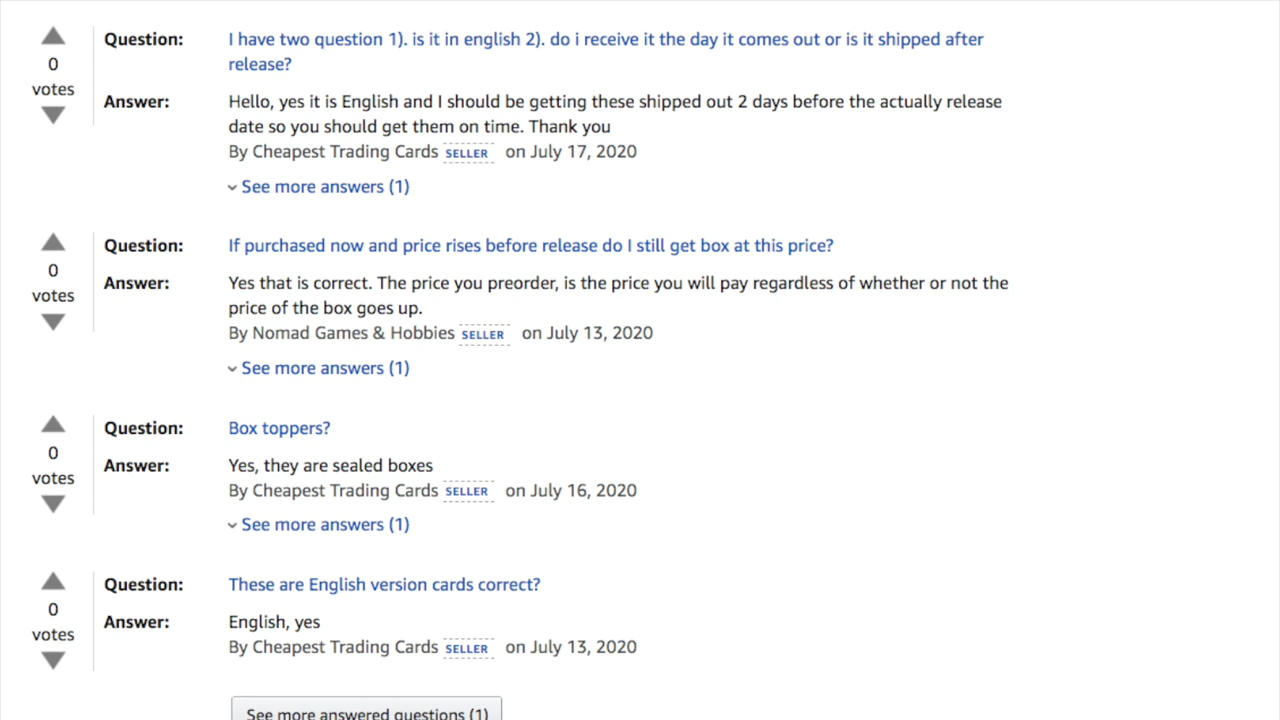 Question: I have two question 1). is it in english 2). do i receive it the day it comes out or is it shipped after
release?
0
votes
Answer: Hello, yes it is English and I should be getting these shipped out 2 days before the actually release
date so you should get them on time. Thank you
By Cheapest Trading Cards SELLER on July 17, 2020
See more answers (1)
Question: If purchased now and price rises before release do I still get box at this price?
0
votes
Answer: Yes that is correct. The price you preorder, is the price you will pay regardless of whether or not the
price of the box goes up.
By Nomad Games & Hobbies SELLER on July 13, 2020
See more answers (1)
Question: Box toppers?
0
votes
Answer: Yes, they are sealed boxes
By Cheapest Trading Cards SELLER on July 16, 2020
See more answers (1)
Question: These are English version cards correct?
0
votes
Answer: English, yes
By Cheapest Trading Cards SELLER on July 13, 2020
See more answered questions (1)